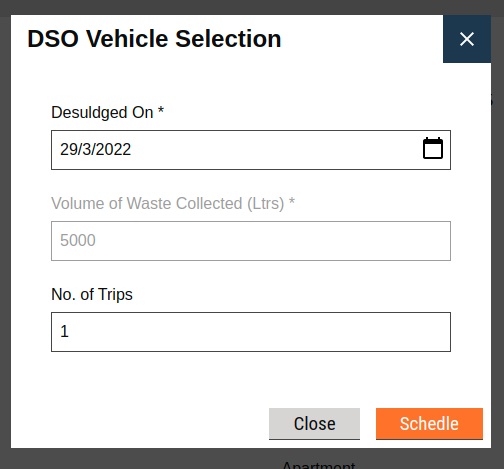 DSO Vehicle Selection
Desuldged On *
29/3/2022
Volume of Waste Collected (Ltrs) *
5000
No. of Trips
1
Close Schedle
Apartment